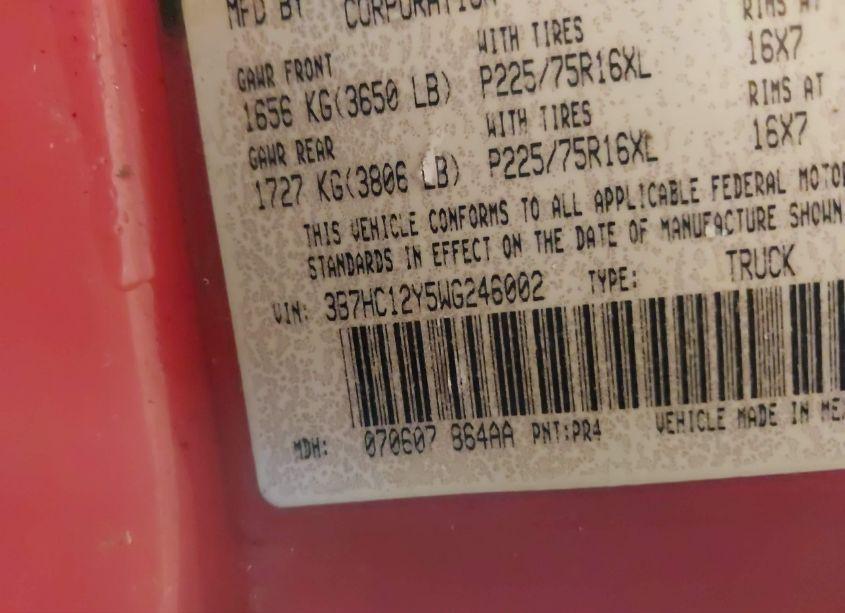 MFD BY CORPORATION RIMS AT
GAWR FRONT WITH TIRES 16X7
1656 KG(3650 LB) P225/75R16XL RIMS AT
GAWR REAR WITH TIRES 16X7
1727 KG(3806 LB) P225/75R16XL
THIS VEHICLE CONFORMS TO ALL APPLICABLE FEDERAL MOTOR
STANDARDS IN EFFECT ON THE DATE OF MANUFACTURE SHOWN
VIN: 3B7HC12Y5WG246002 TYPE: TRUCK
MDH: 070607 864AA PNT:PR4 VEHICLE MADE IN MEX